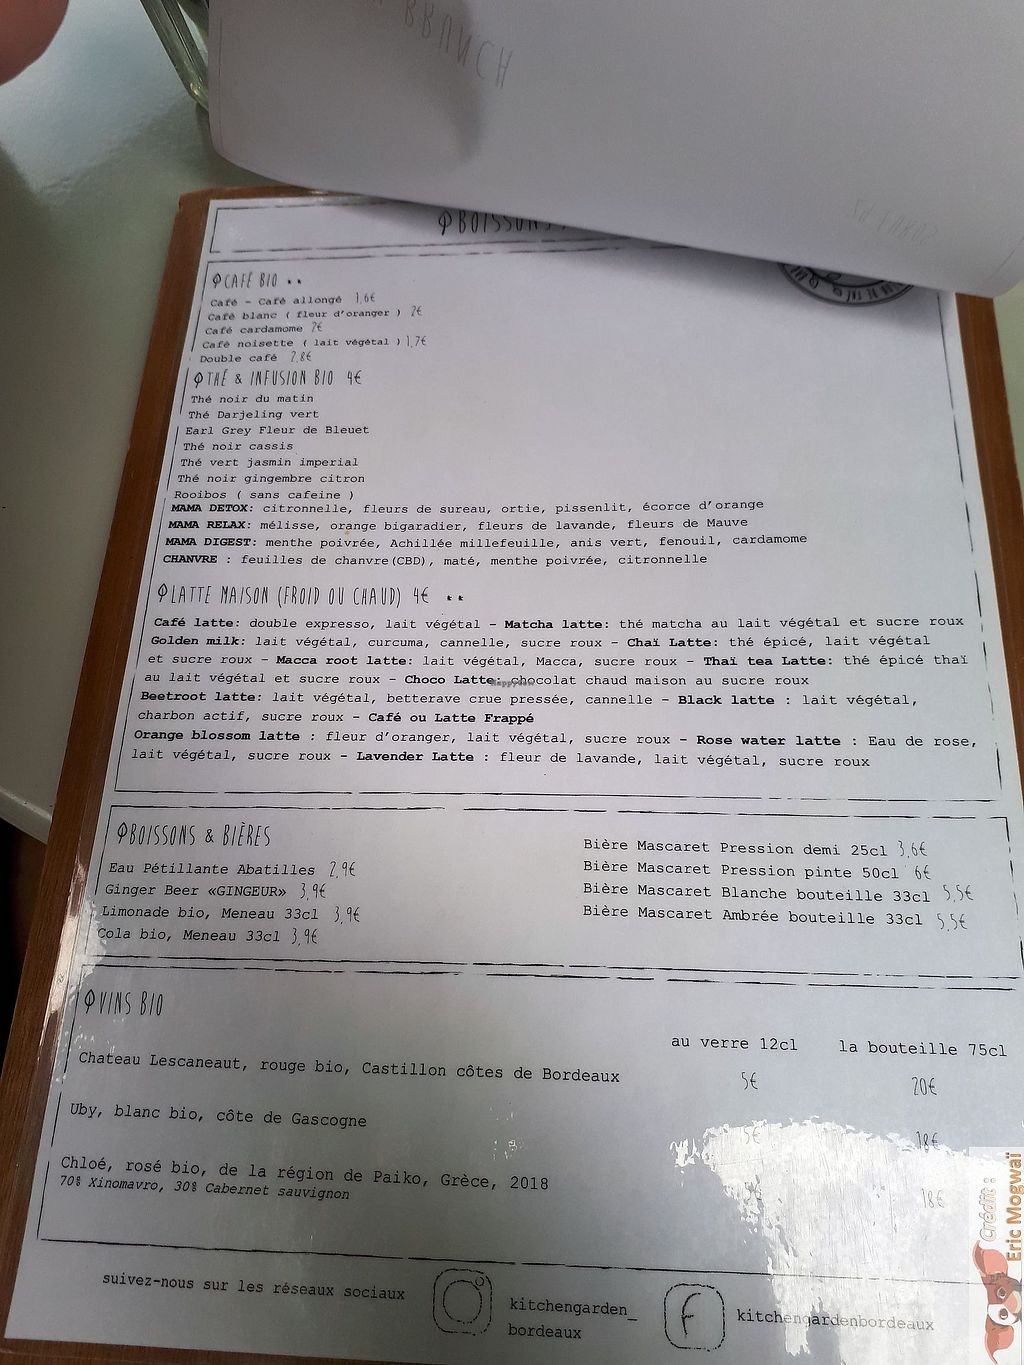 BRUNCH
BOISSONS
CAFÉ BIO **
Café - Café allongé 1,6€
Café blanc ( fleur d'oranger ) 2€
Café cardamome 2€
Café noisette ( lait végétal ) 1,7€
Double café 2,8€
THÉ & INFUSION BIO 4€
Thé noir du matin
Thé Darjeling vert
Earl Grey Fleur de Bleuet
Thé noir cassis
Thé vert jasmin imperial
Thé noir gingembre citron
Rooibos ( sans cafeine )
MAMA DETOX: citronnelle, fleurs de sureau, ortie, pissenlit, écorce d'orange
MAMA RELAX: mélisse, orange bigaradier, fleurs de lavande, fleurs de Mauve
MAMA DIGEST: menthe poivrée, Achillée millefeuille, anis vert, fenouil, cardamome
CHANVRE : feuilles de chanvre(CBD), maté, menthe poivrée, citronnelle
LATTE MAISON (FROID OU CHAUD) 4€ **
Café latte: double expresso, lait végétal - Matcha latte: thé matcha au lait végétal et sucre roux
Golden milk: lait végétal, curcuma, cannelle, sucre roux - Chaï Latte: thé épicé, lait végétal
et sucre roux - Macca root latte: lait végétal, Macca, sucre roux - Thaï tea Latte: thé épicé thaï
au lait végétal et sucre roux - Choco Latte: chocolat chaud maison au sucre roux
Beetroot latte: lait végétal, betterave crue pressée, cannelle - Black latte : lait végétal,
charbon actif, sucre roux - Café ou Latte Frappé
Orange blossom latte : fleur d'oranger, lait végétal, sucre roux - Rose water latte : Eau de rose,
lait végétal, sucre roux - Lavender Latte : fleur de lavande, lait végétal, sucre roux
BOISSONS & BIÈRES
Eau Pétillante Abatilles 2,9€
Ginger Beer «GINGEUR» 3,9€
Limonade bio, Meneau 33cl 3,9€
Cola bio, Meneau 33cl 3,9€
Bière Mascaret Pression demi 25cl 3,6€
Bière Mascaret Pression pinte 50cl 6€
Bière Mascaret Blanche bouteille 33cl 5,5€
Bière Mascaret Ambrée bouteille 33cl 5,5€
VINS BIO
au verre 12cl la bouteille 75cl
Chateau Lescaneaut, rouge bio, Castillon côtes de Bordeaux 5€ 20€
Uby, blanc bio, côte de Gascogne 5€ 18€
Chloé, rosé bio, de la région de Paiko, Grèce, 2018 18€
70% Xinomavro, 30% Cabernet sauvignon
suivez-nous sur les réseaux sociaux
kitchengarden_
bordeaux
kitchengardenbordeaux
Crédit :
Eric Mogwaï